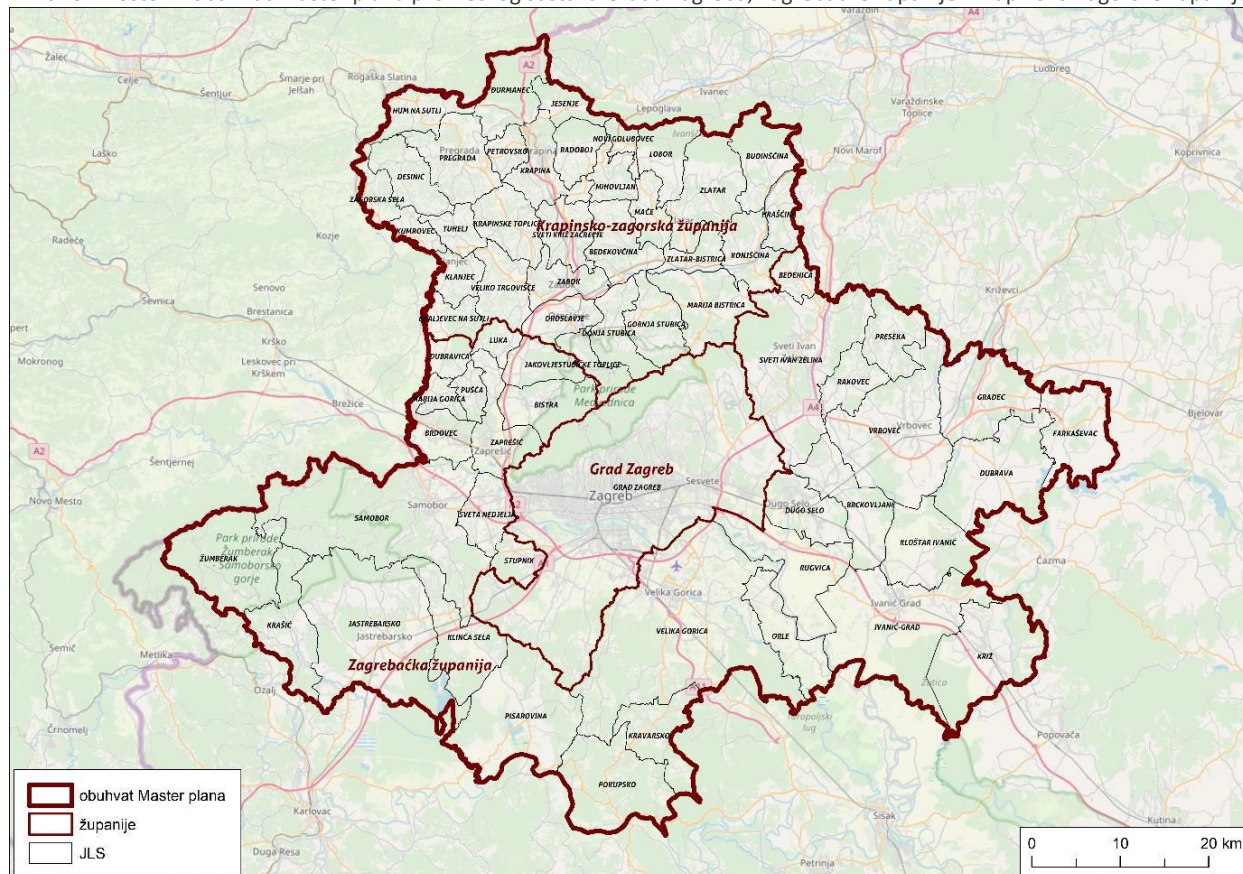 Žalec
Celje
Šmarje pri
Jelšah
Šentjur
Rogaška Slatina
A2
Varaždin
Ludbreg
Varaždinske
Toplice
Ivanec
Lepoglava
Novi Marof
Koprivnica
Laško
Radeče
Kozje
Sevnica
Senovo
Brestanica
Krško
Leskovec pri
Krškem
Mokronog
Brežice
Šentjernej
A2
Novo Mesto
ĐURMANEC
JESENJE
HUM NA SUTLI
Pregrada
PREGRADA
PETROVSKO
KRAPINA
RADOBOJ
NOVI GOLUBOVEC
LOBOR
BUDINŠČINA
DESINIĆ
MIHOVLJAN
ZLATAR
ZAGORSKA SELA
MAČE
HRAŠĆINA
KUMROVEC
TUHELJ
KRAPINSKE TOPLICE
Krapinsko-zagorska županija
SVETI KRIŽ ZAČRETJE
BEDEKOVČINA
ZLATAR-BISTRICA
KONJŠČINA
BEDENICA
KLANJEC
VELIKO TRGOVIŠĆE
ZABOK
Zabok
MARIJA BISTRICA
KRALJEVEC NA SUTLI
OROSLAVJE
GORNJA STUBICA
DONJA STUBICA
LUKA
DUBRAVICA
JAKOVLJE
STUBIČKE TOPLICE
Park prirode
Medvednica
PUŠĆA
MARIJA GORICA
BISTRA
BRDOVEC
ZAPREŠIĆ
Zaprešić
Sveti Ivan
SVETI IVAN ZELINA
PRESEKA
RAKOVEC
Križevci
A4
Vrbovec
VRBOVEC
GRADEC
FARKAŠEVAC
Bjelovar
DUBRAVA
Grad Zagreb
GRAD ZAGREB
Zagreb
Sesvete
Dugo Selo
DUGO SELO
BRCKOVLJANI
KLOŠTAR IVANIĆ
Čazma
SAMOBOR
Samobor
SVETA NEDJELJA
STUPNIK
Park prirode
Žumberak -
Samoborsko
gorje
ŽUMBERAK
KRAŠIĆ
JASTREBARSKO
Jastrebarsko
KLINČA SELA
Zagrebačka županija
RUGVICA
Velika Gorica
VELIKA GORICA
ORLE
Ivanić Grad
IVANIĆ-GRAD
KRIŽ
Žutica
Semič
Metlika
Ozalj
Črnomelj
PISAROVINA
KRAVARSKO
POKUPSKO
A11
Turopoljski
lug
Popovača
Kutina
Sisak
Petrinja
Karlovac
Duga Resa
obuhvat Master plana
županije
JLS
0 10 20 km